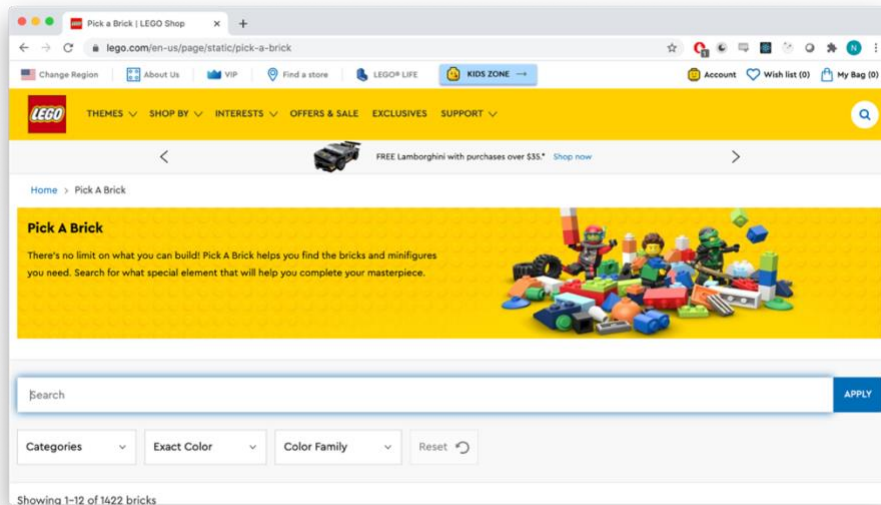 Pick a Brick | LEGO Shop
lego.com/en-us/page/static/pick-a-brick
1
N
Change Region About Us VIP Find a store LEGO® LIFE KIDS ZONE → Account Wish list (0) My Bag (0)
LEGO THEMES SHOP BY INTERESTS OFFERS & SALE EXCLUSIVES SUPPORT
FREE Lamborghini with purchases over $35.* Shop now
Home > Pick A Brick
Pick A Brick
There's no limit on what you can build! Pick A Brick helps you find the bricks and minifigures
you need. Search for what special element that will help you complete your masterpiece.
Search APPLY
Categories Exact Color Color Family Reset
Showing 1-12 of 1422 bricks